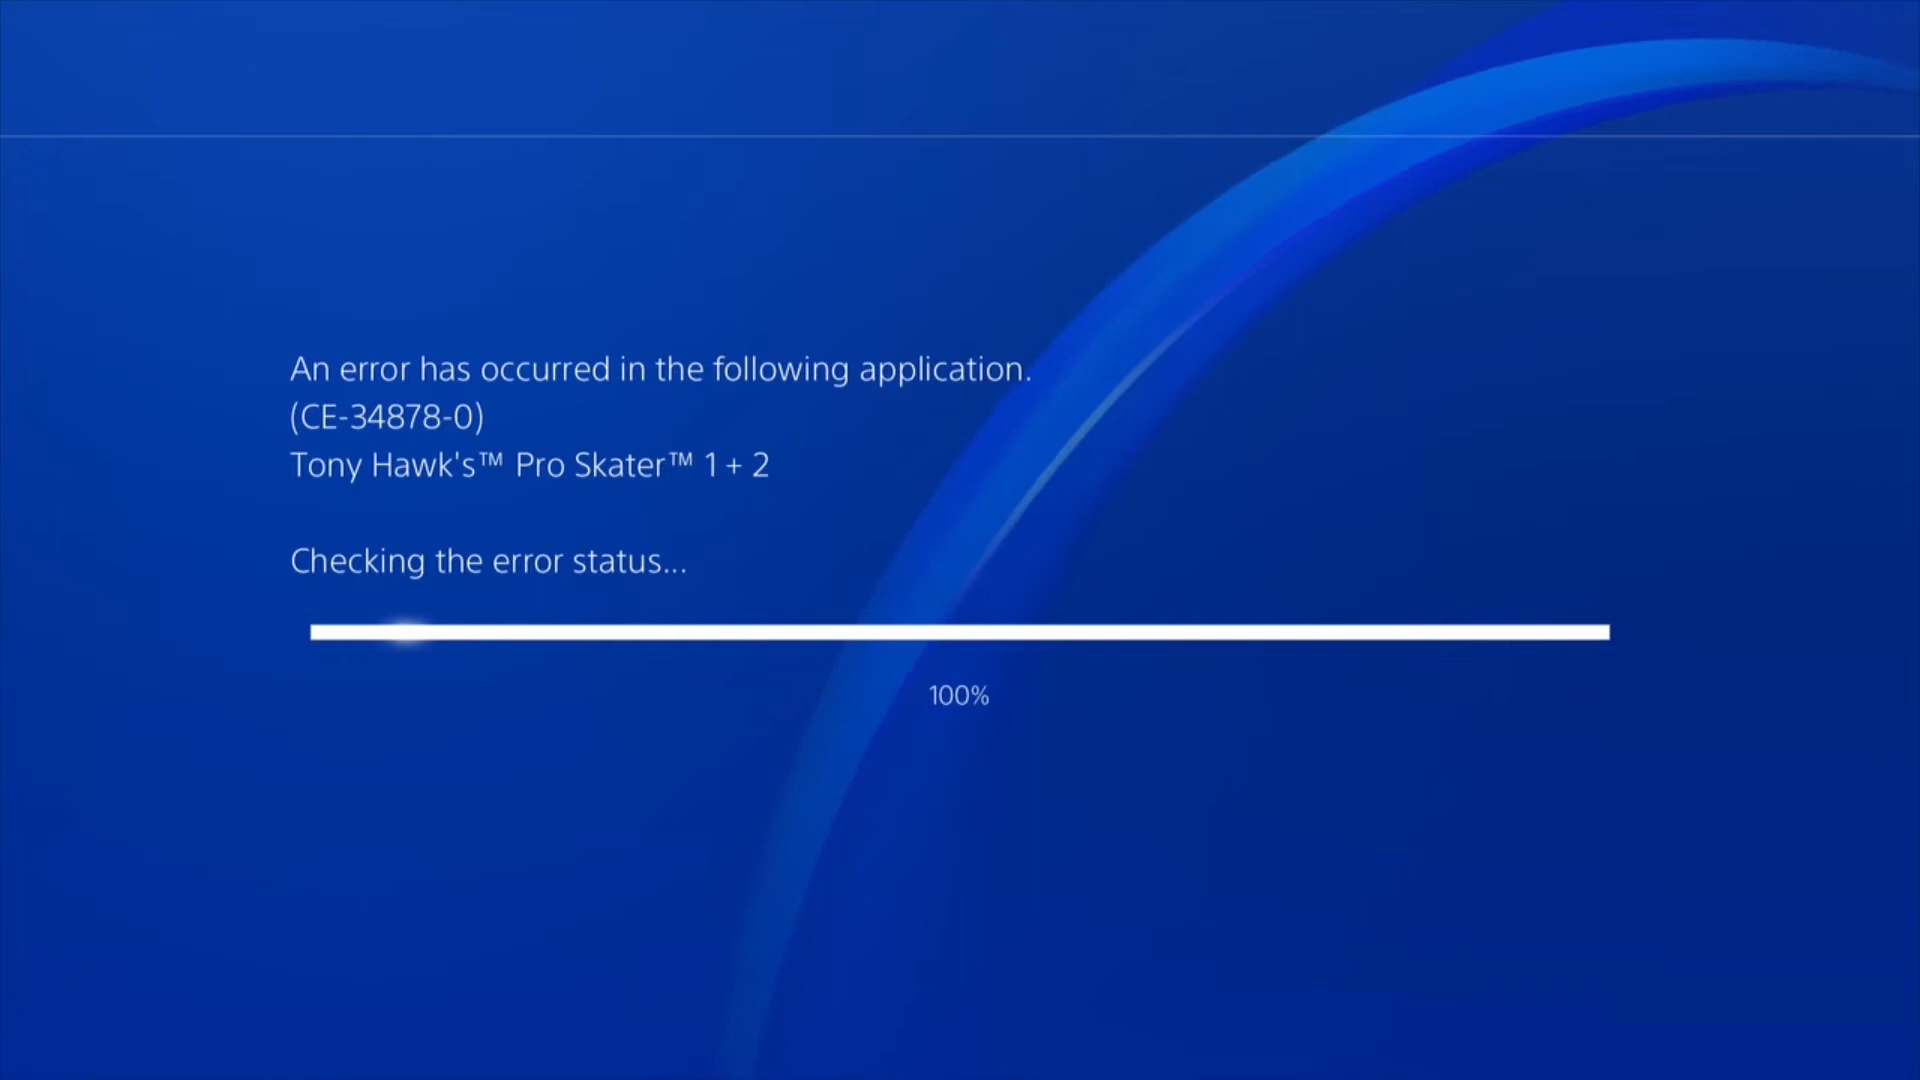 An error has occurred in the following application.
(CE-34878-0)
Tony Hawk's™ Pro Skater™ 1 + 2
Checking the error status...
100%